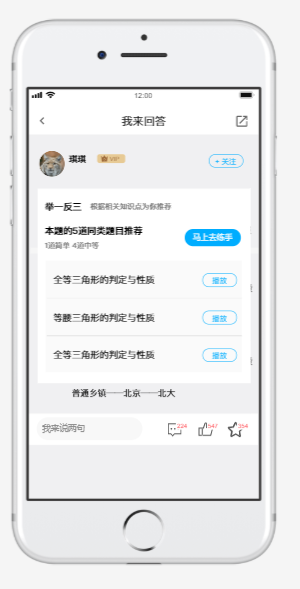 12:00
我来回答
琪琪 VIP + 关注
举一反三 根据相关知识点为你推荐
本题的5道同类题目推荐
马上去练手
1道简单 4道中等
全等三角形的判定与性质 播放
等腰三角形的判定与性质 播放
全等三角形的判定与性质 播放
普通乡镇——北京——北大
我来说两句 224 547 354